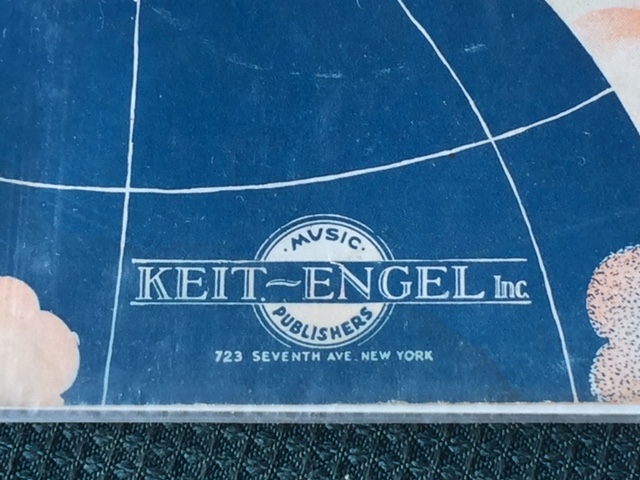 MUSIC
KEIT~ENGEL Inc.
PUBLISHERS
723 SEVENTH AVE. NEW YORK